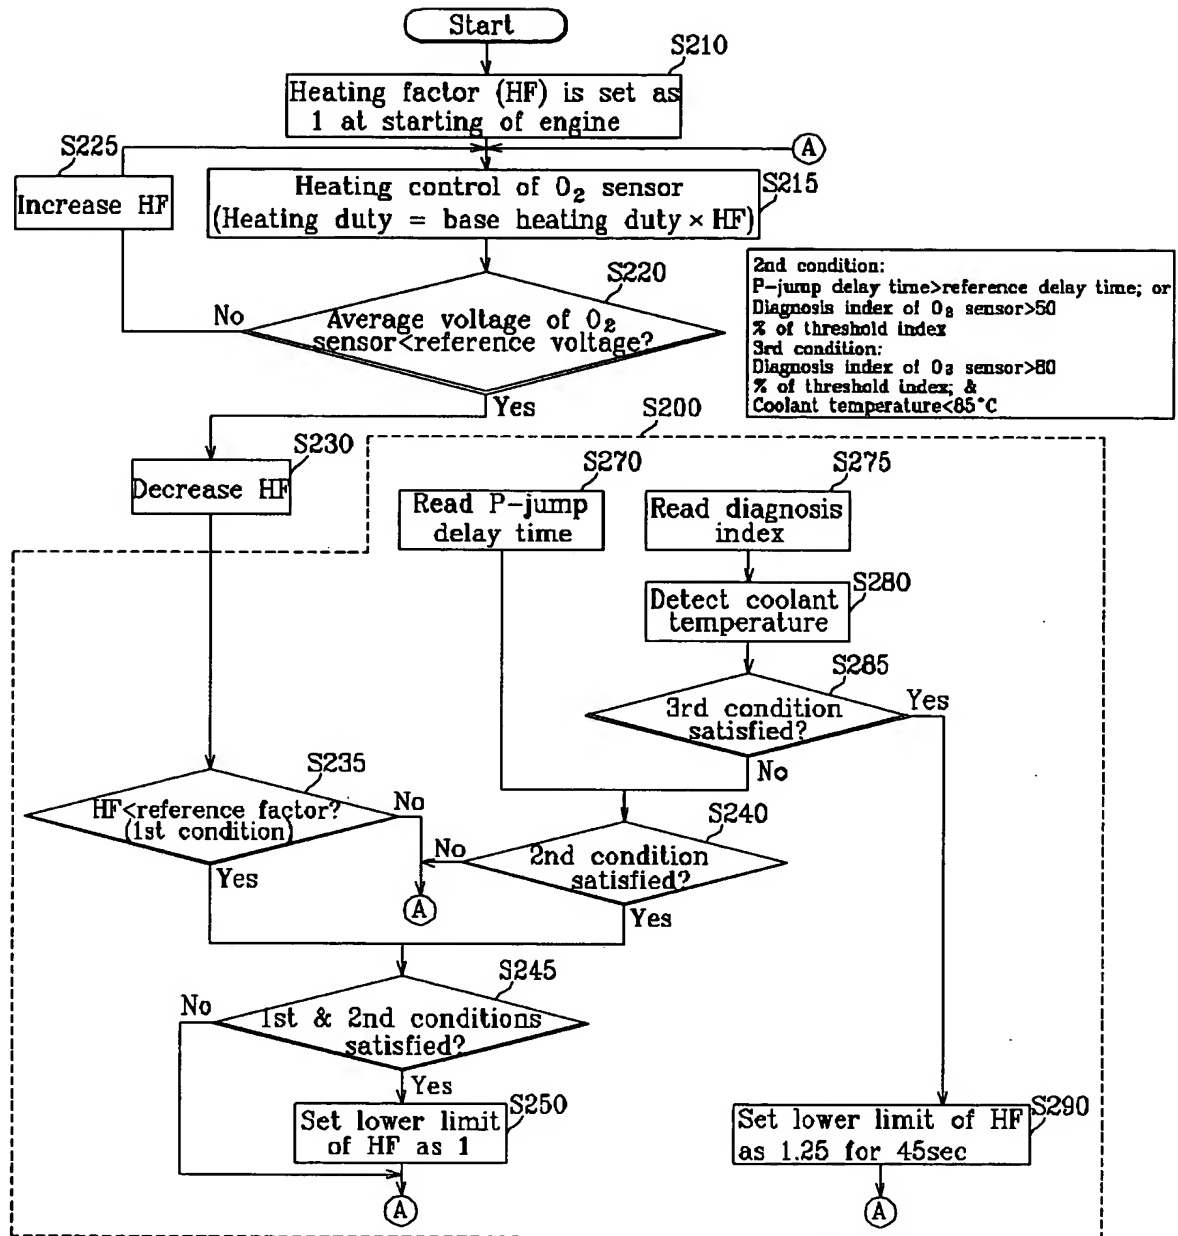 Start
S210
Heating factor (HF) is set as
1 at starting of engine
S225
A
Increase HF
Heating control of O2 sensor
(Heating duty = base heating duty × HF)
S215
S220
No
Average voltage of O2
sensor<reference voltage?
Yes
2nd condition:
P-jump delay time>reference delay time; or
Diagnosis index of O2 sensor>50
% of threshold index
3rd condition:
Diagnosis index of O2 sensor>80
% of threshold index; &
Coolant temperature<85°C
S200
S230
Decrease HF
S270
Read P-jump
delay time
S275
Read diagnosis
index
S280
Detect coolant
temperature
S285
3rd condition
satisfied?
Yes
No
S235
HF<reference factor?
(1st condition)
No
Yes
S240
No
2nd condition
satisfied?
Yes
A
S245
No
1st & 2nd conditions
satisfied?
Yes
S250
Set lower limit
of HF as 1
A
S290
Set lower limit of HF
as 1.25 for 45sec
A